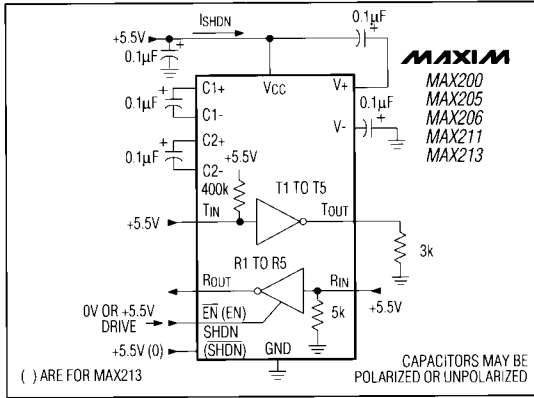 ISHDN
+5.5V
0.1µF
0.1µF
MAXIM
MAX200
MAX205
MAX206
MAX211
MAX213
VCC
V+
C1+
0.1µF
C1-
0.1µF
V-
C2+
0.1µF
C2-
+5.5V
400k
T1 TO T5
+5.5V
TIN
TOUT
3k
R1 TO R5
ROUT
RIN
+5.5V
5k
0V OR +5.5V
DRIVE
E̅N̅ (EN)
SHDN
+5.5V (0)
(S̅H̅D̅N̅)
GND
( ) ARE FOR MAX213
CAPACITORS MAY BE
POLARIZED OR UNPOLARIZED